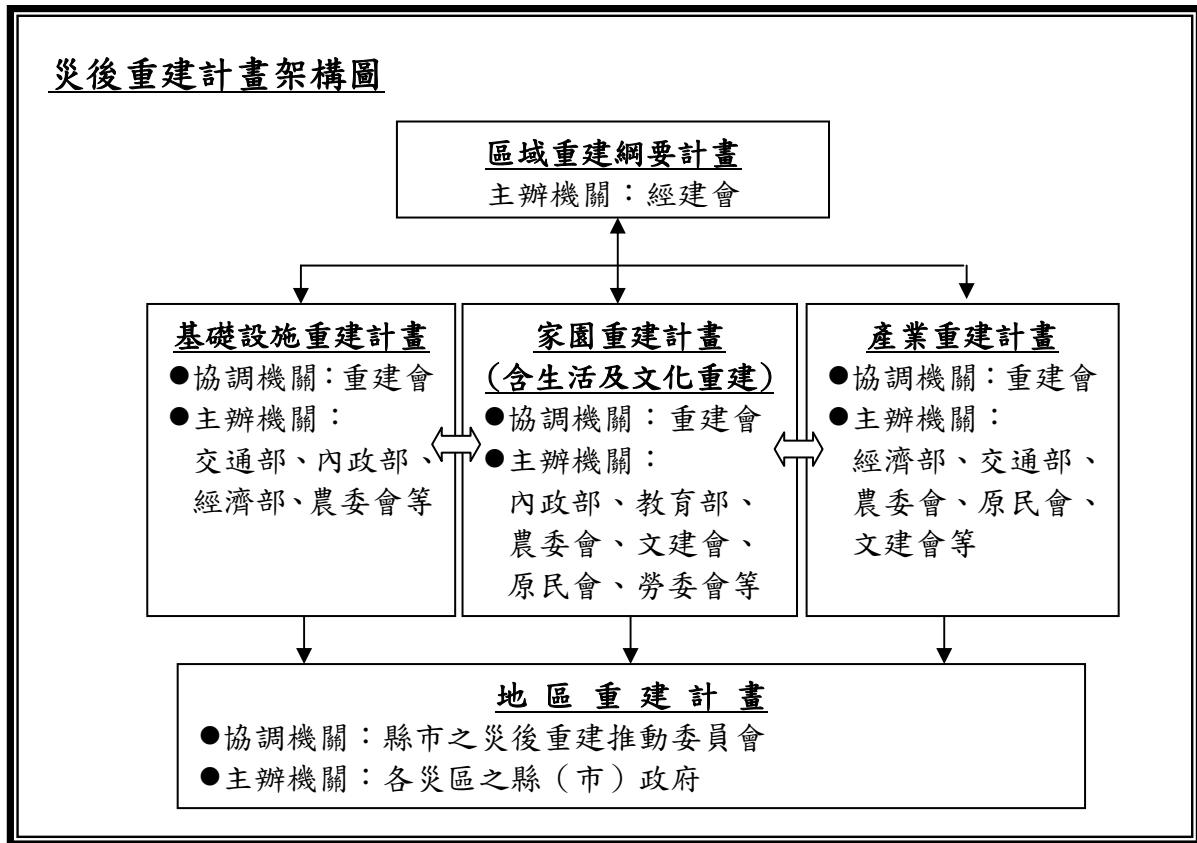 災後重建計畫架構圖
區域重建綱要計畫
主辦機關：經建會
基礎設施重建計畫
●協調機關：重建會
●主辦機關：
交通部、內政部、
經濟部、農委會等
家園重建計畫
(含生活及文化重建)
●協調機關：重建會
●主辦機關：
內政部、教育部、
農委會、文建會、
原民會、勞委會等
產業重建計畫
●協調機關：重建會
●主辦機關：
經濟部、交通部、
農委會、原民會、
文建會等
地 區 重 建 計 畫
●協調機關：縣市之災後重建推動委員會
●主辦機關：各災區之縣（市）政府